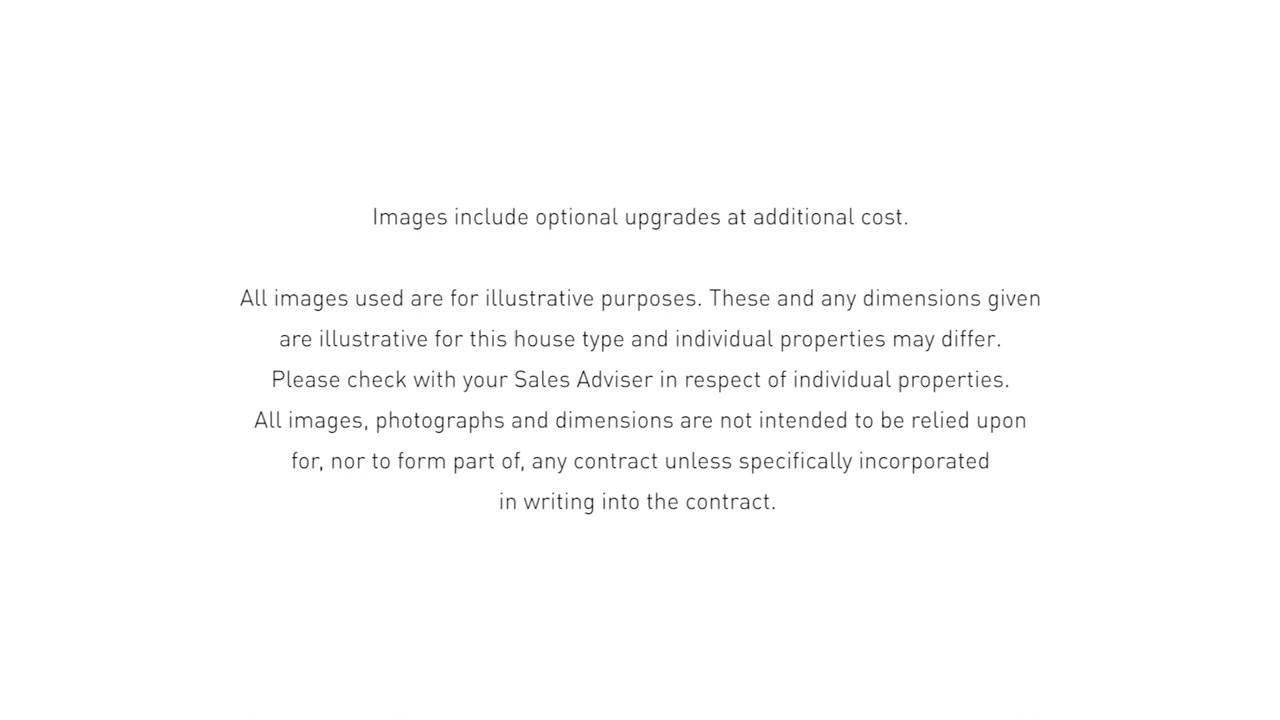 Images include optional upgrades at additional cost.
All images used are for illustrative purposes. These and any dimensions given
are illustrative for this house type and individual properties may differ.
Please check with your Sales Adviser in respect of individual properties.
All images, photographs and dimensions are not intended to be relied upon
for, nor to form part of, any contract unless specifically incorporated
in writing into the contract.